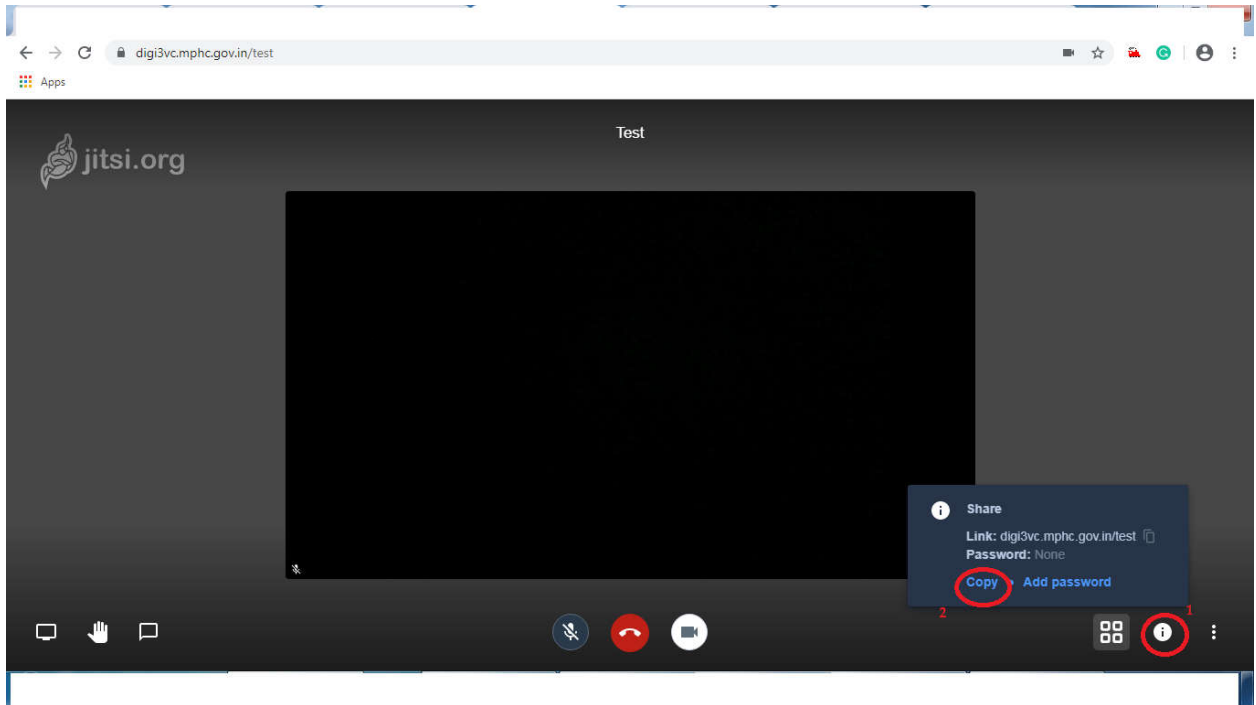 digi3vc.mphc.gov.in/test
Apps
Test
jitsi.org
Share
Link: digi3vc.mphc.gov.in/test
Password: None
Copy • Add password
2
1